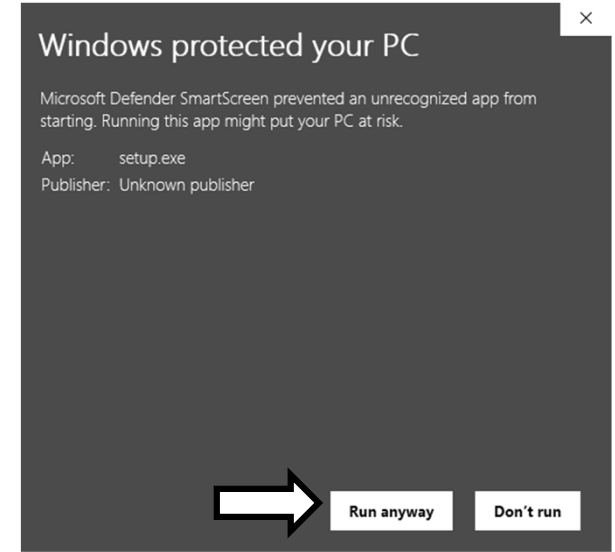 Windows protected your PC
Microsoft Defender SmartScreen prevented an unrecognized app from
starting. Running this app might put your PC at risk.
App: setup.exe
Publisher: Unknown publisher
Run anyway Don't run